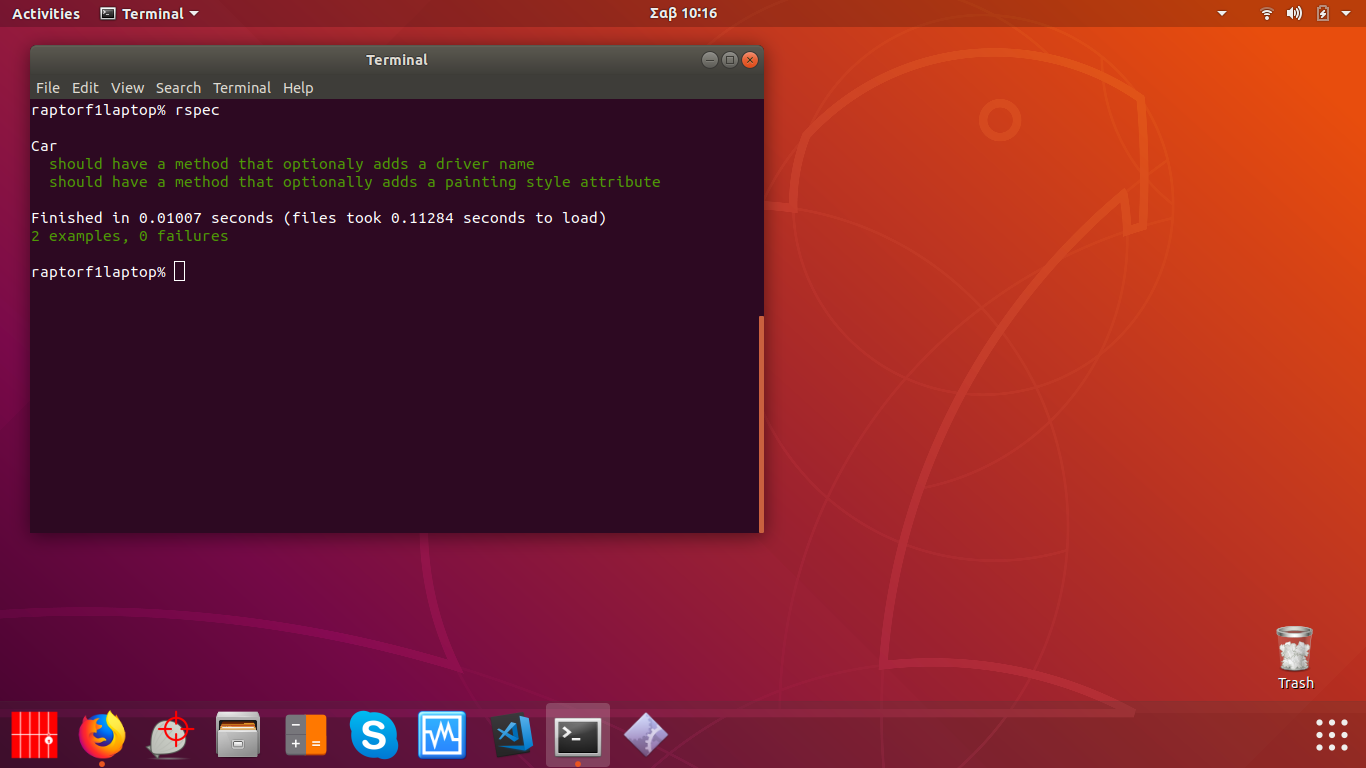 Activities Terminal Σαβ 10:16
Terminal
File Edit View Search Terminal Help
raptorf1laptop% rspec
Car
should have a method that optionaly adds a driver name
should have a method that optionally adds a painting style attribute
Finished in 0.01007 seconds (files took 0.11284 seconds to load)
2 examples, 0 failures
raptorf1laptop%
Trash